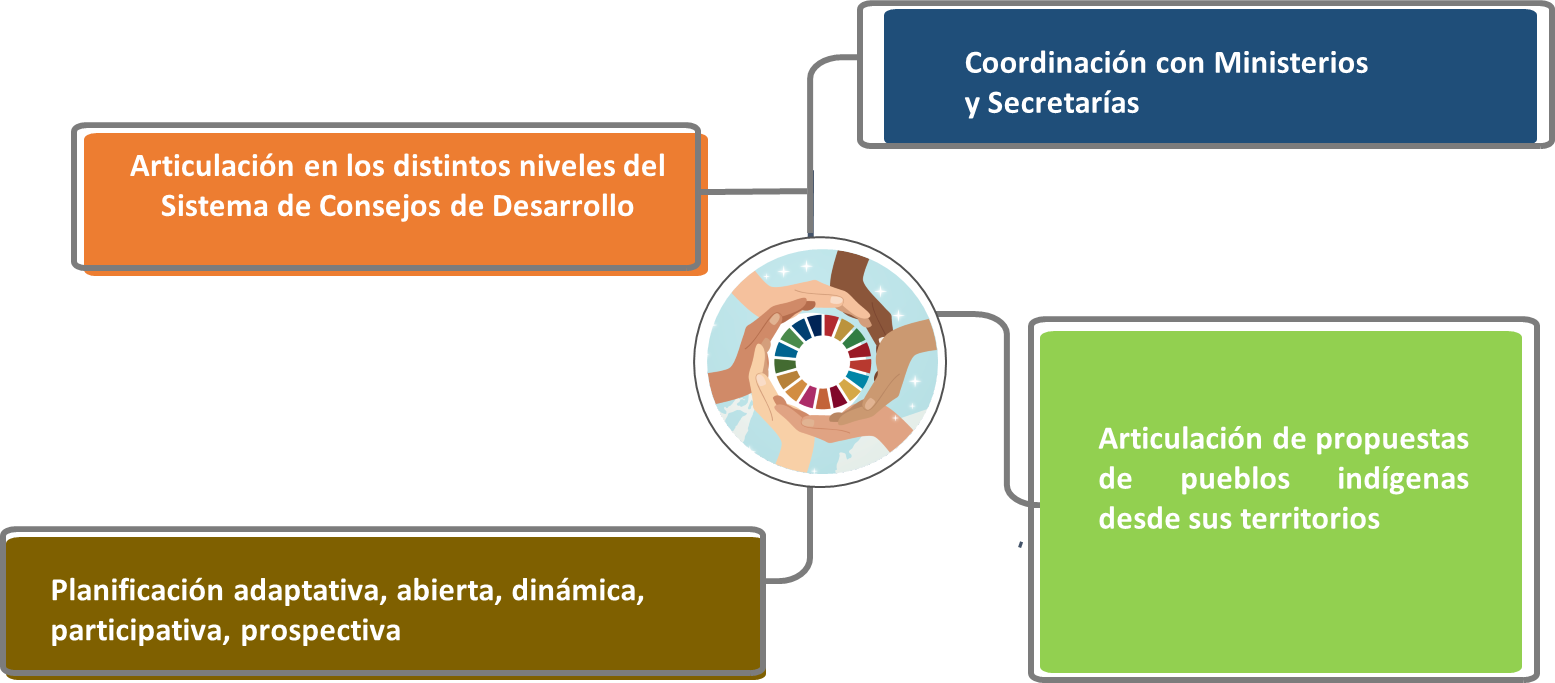 Coordinación con Ministerios
y Secretarías
Articulación en los distintos niveles del
Sistema de Consejos de Desarrollo
Articulación de propuestas
de pueblos indígenas
desde sus territorios
Planificación adaptativa, abierta, dinámica,
participativa, prospectiva